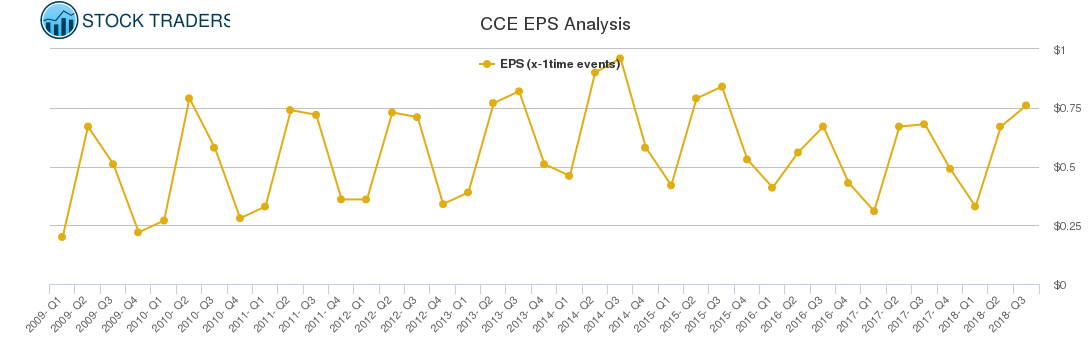 STOCK TRADERS
CCE EPS Analysis
EPS (x-1time events)
$1
$0.75
$0.5
$0.25
$0
2009-Q1
2009-Q2
2009-Q3
2009-Q4
2010-Q1
2010-Q2
2010-Q3
2010-Q4
2011-Q1
2011-Q2
2011-Q3
2011-Q4
2012-Q1
2012-Q2
2012-Q3
2012-Q4
2013-Q1
2013-Q2
2013-Q3
2013-Q4
2014-Q1
2014-Q2
2014-Q3
2014-Q4
2015-Q1
2015-Q2
2015-Q3
2015-Q4
2016-Q1
2016-Q2
2016-Q3
2016-Q4
2017-Q1
2017-Q2
2017-Q3
2017-Q4
2018-Q1
2018-Q2
2018-Q3